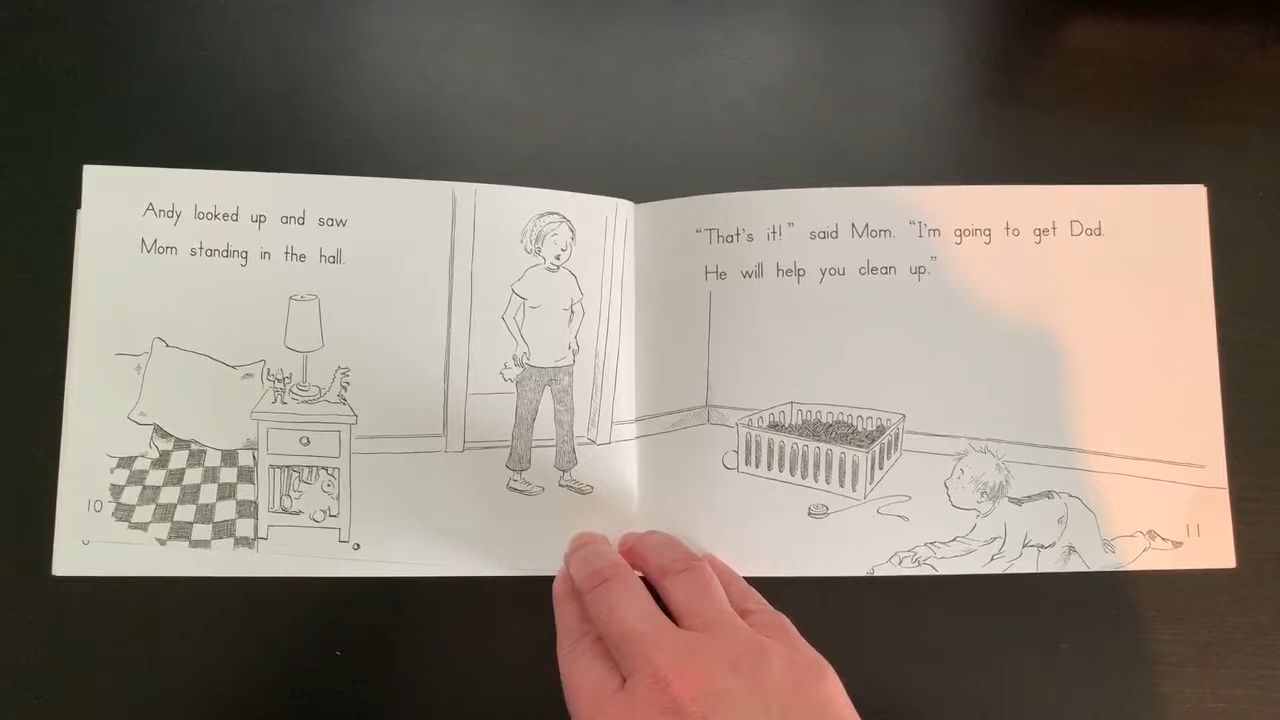 Andy looked up and saw
Mom standing in the hall.
10
“That's it!” said Mom. “I'm going to get Dad.
He will help you clean up.”
11